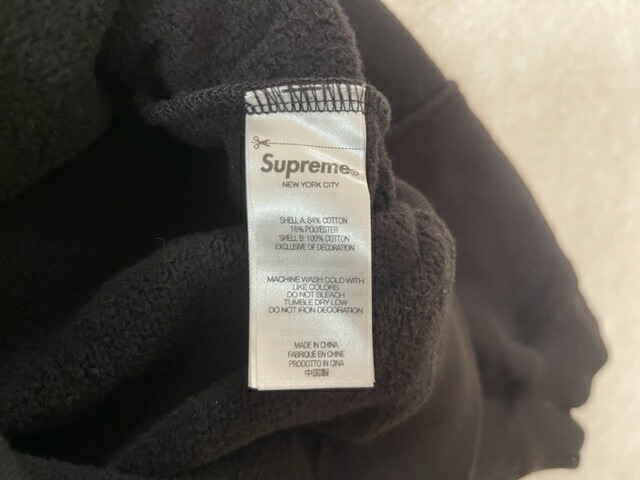 Supreme®
NEW YORK CITY
SHELL A: 84% COTTON
16% POLYESTER
SHELL B: 100% COTTON
EXCLUSIVE OF DECORATION
MACHINE WASH COLD WITH
LIKE COLORS
DO NOT BLEACH
TUMBLE DRY LOW
DO NOT IRON DECORATION
MADE IN CHINA
FABRIQUÉ EN CHINE
PRODOTTO IN CINA
中国製